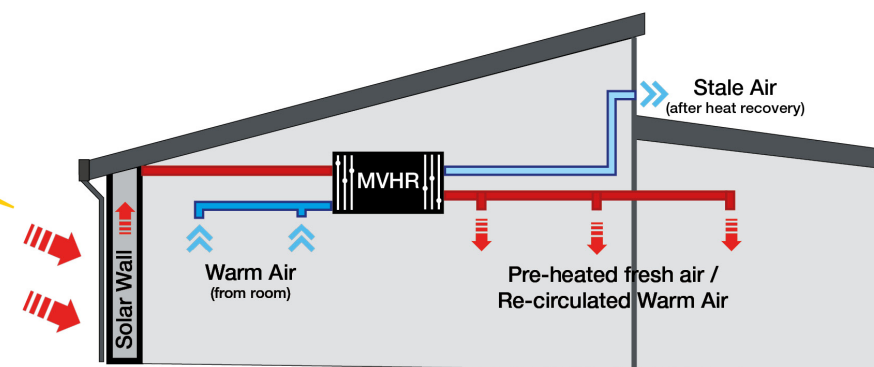 Stale Air
(after heat recovery)
MVHR
Solar Wall
Warm Air
(from room)
Pre-heated fresh air /
Re-circulated Warm Air